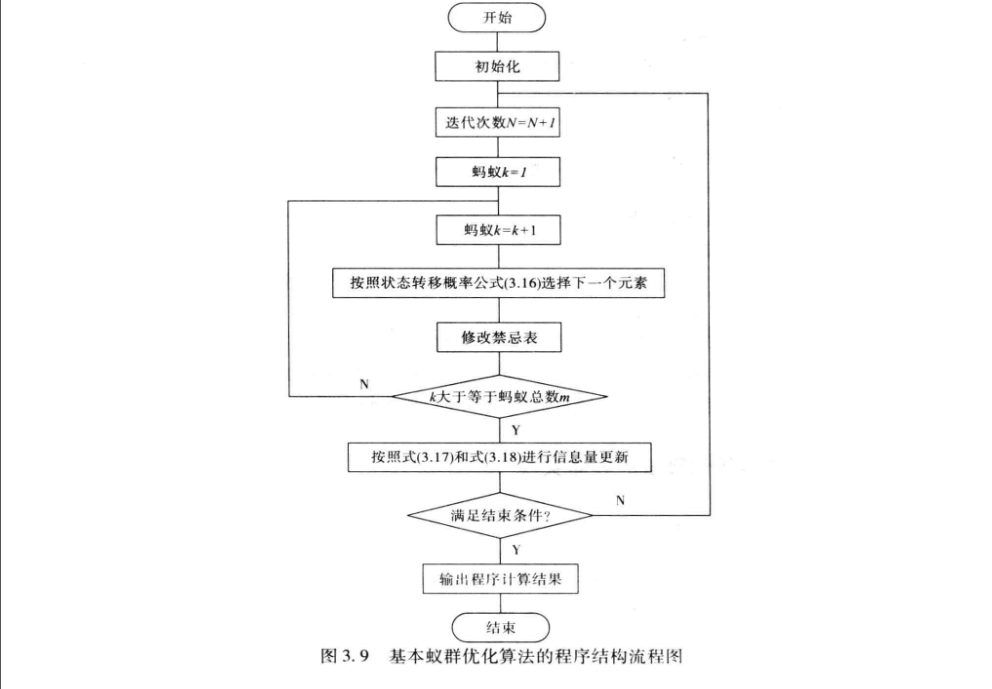 开始
初始化
迭代次数N=N+1
蚂蚁k=1
蚂蚁k=k+1
按照状态转移概率公式(3.16)选择下一个元素
修改禁忌表
N
k大于等于蚂蚁总数m
Y
按照式(3.17)和式(3.18)进行信息量更新
N
满足结束条件?
Y
输出程序计算结果
结束
图3.9 基本蚁群优化算法的程序结构流程图